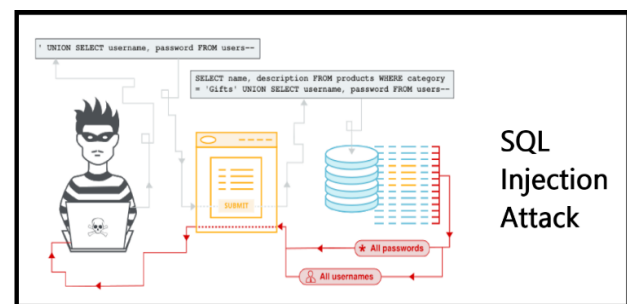 ' UNION SELECT username, password FROM users--
SELECT name, description FROM products WHERE category
= 'Gifts' UNION SELECT username, password FROM users--
SUBMIT
SQL
Injection
Attack
* All passwords
All usernames